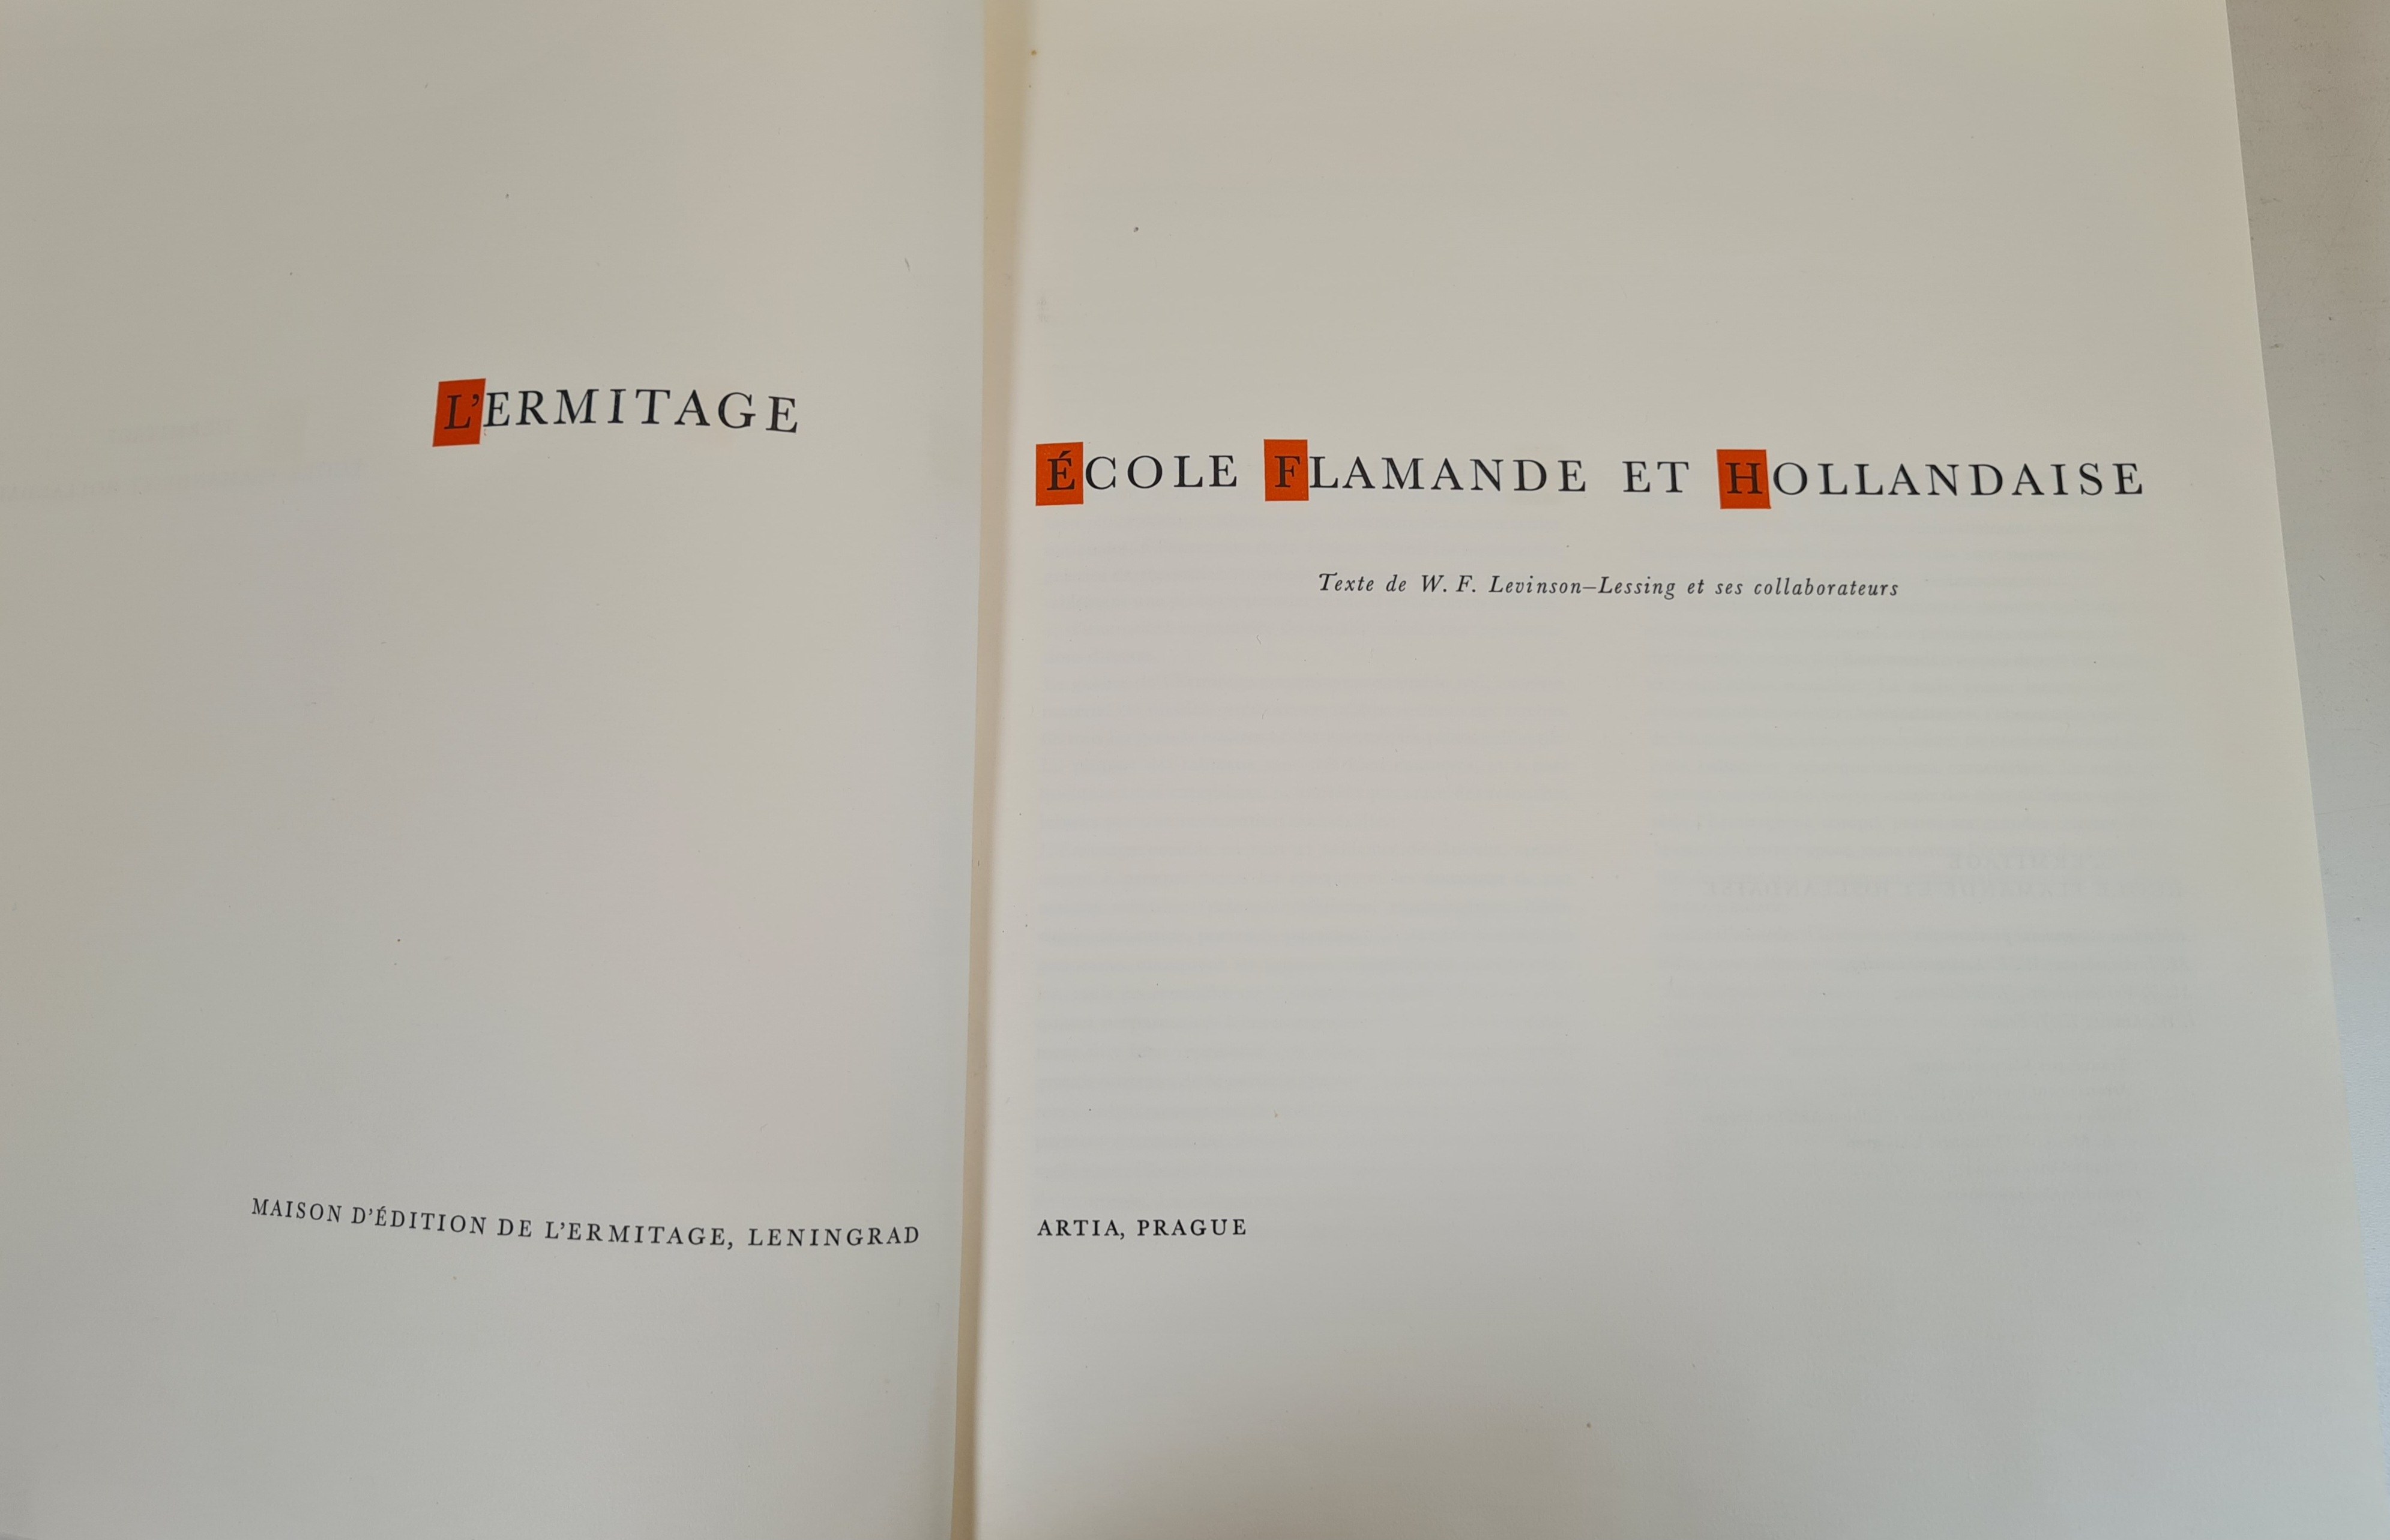 L'ERMITAGE
MAISON D'ÉDITION DE L'ERMITAGE, LENINGRAD
ÉCOLE FLAMANDE ET HOLLANDAISE
Texte de W. F. Levinson–Lessing et ses collaborateurs
ARTIA, PRAGUE